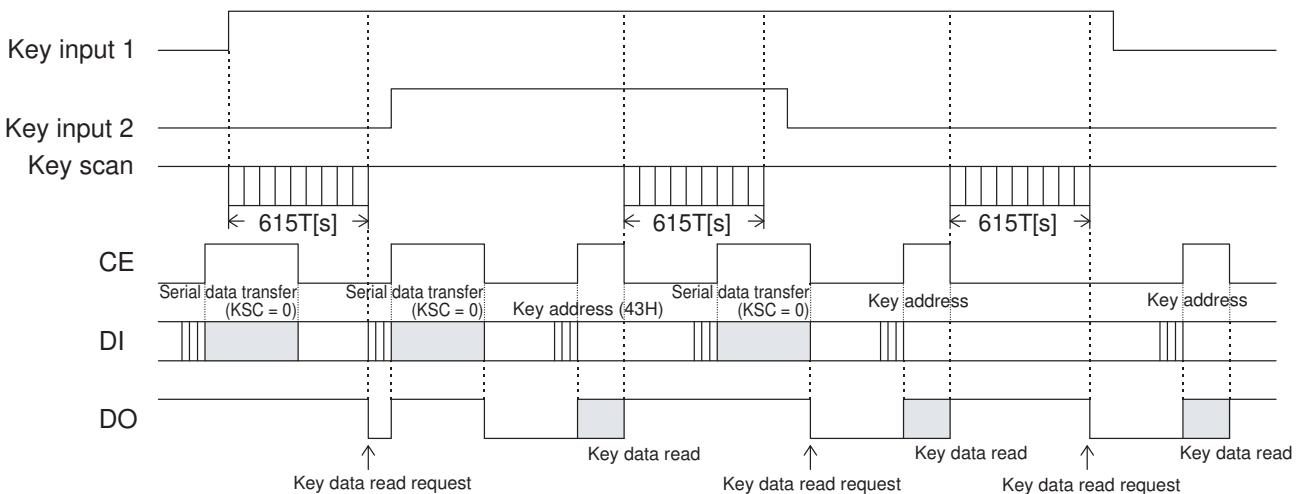 Key input 1
Key input 2
Key scan
615T[s]
615T[s]
615T[s]
CE
Serial data transfer
(KSC = 0)
Serial data transfer
(KSC = 0)
Key address (43H)
Serial data transfer
(KSC = 0)
Key address
Key address
DI
DO
Key data read
Key data read
Key data read
Key data read request
Key data read request
Key data read request